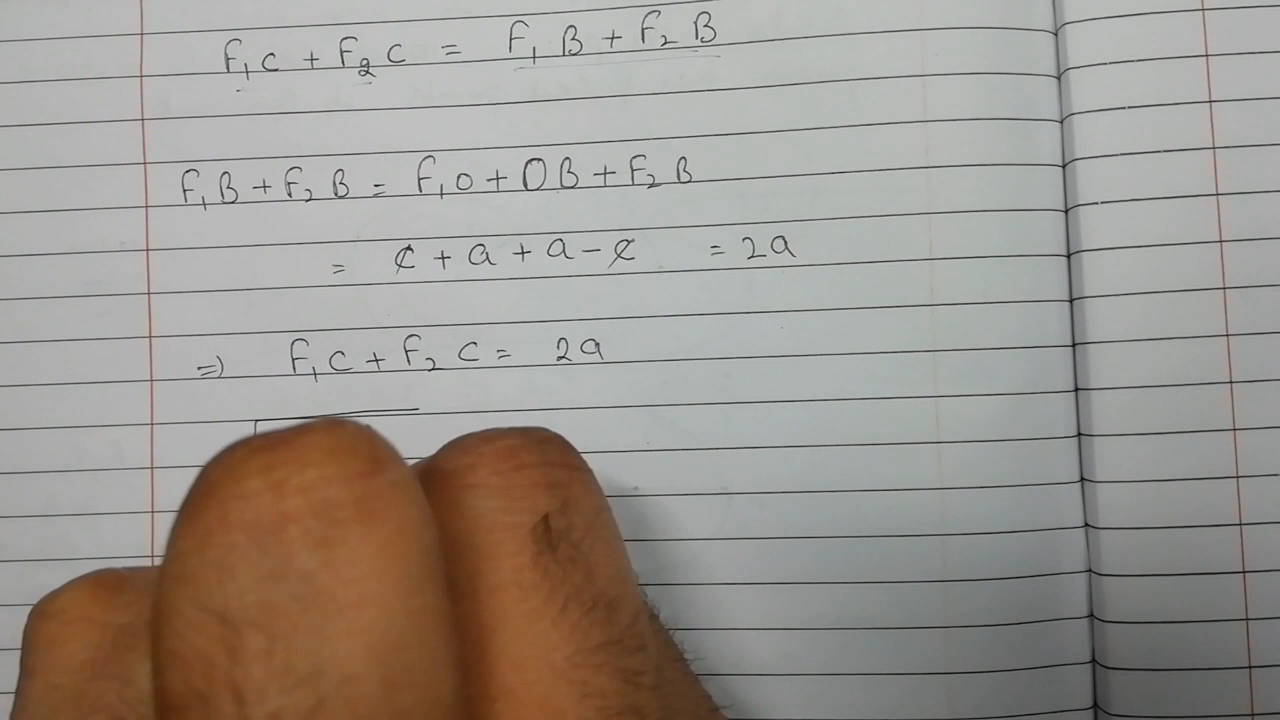 F₁C + F₂C = F₁B + F₂B
F₁B + F₂B = F₁O + OB + F₂B
= c + a + a - c = 2a
=) F₁C + F₂C = 2a